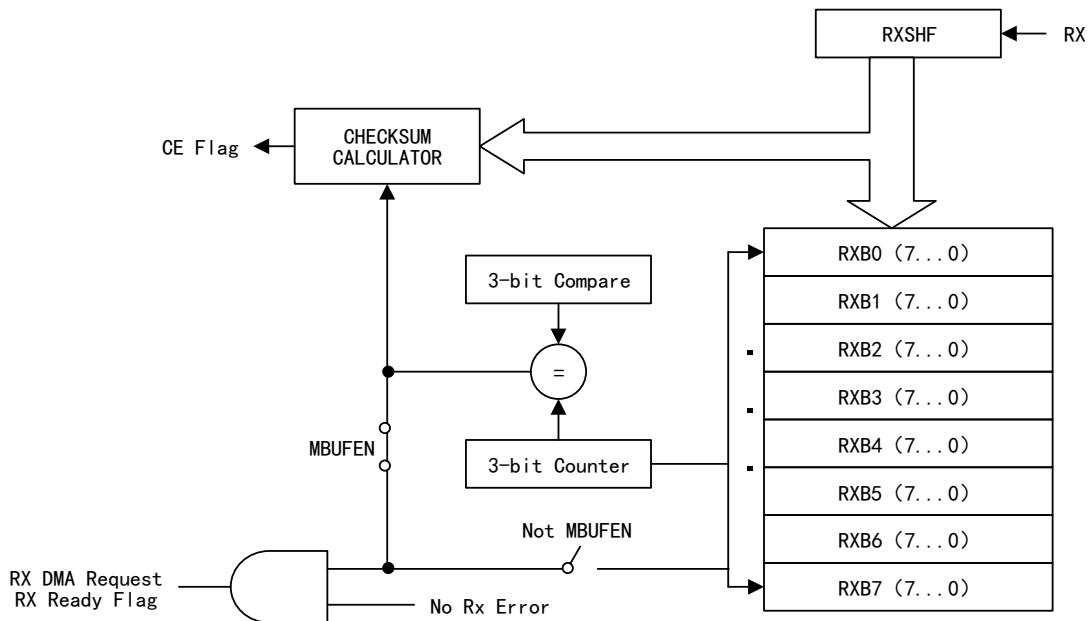 RXSHF
RX
CHECKSUM
CALCULATOR
CE Flag
RXB0 (7...0)
3-bit Compare
RXB1 (7...0)
RXB2 (7...0)
=
RXB3 (7...0)
RXB4 (7...0)
MBUFEN
3-bit Counter
RXB5 (7...0)
Not MBUFEN
RXB6 (7...0)
RX DMA Request
RX Ready Flag
RXB7 (7...0)
No Rx Error